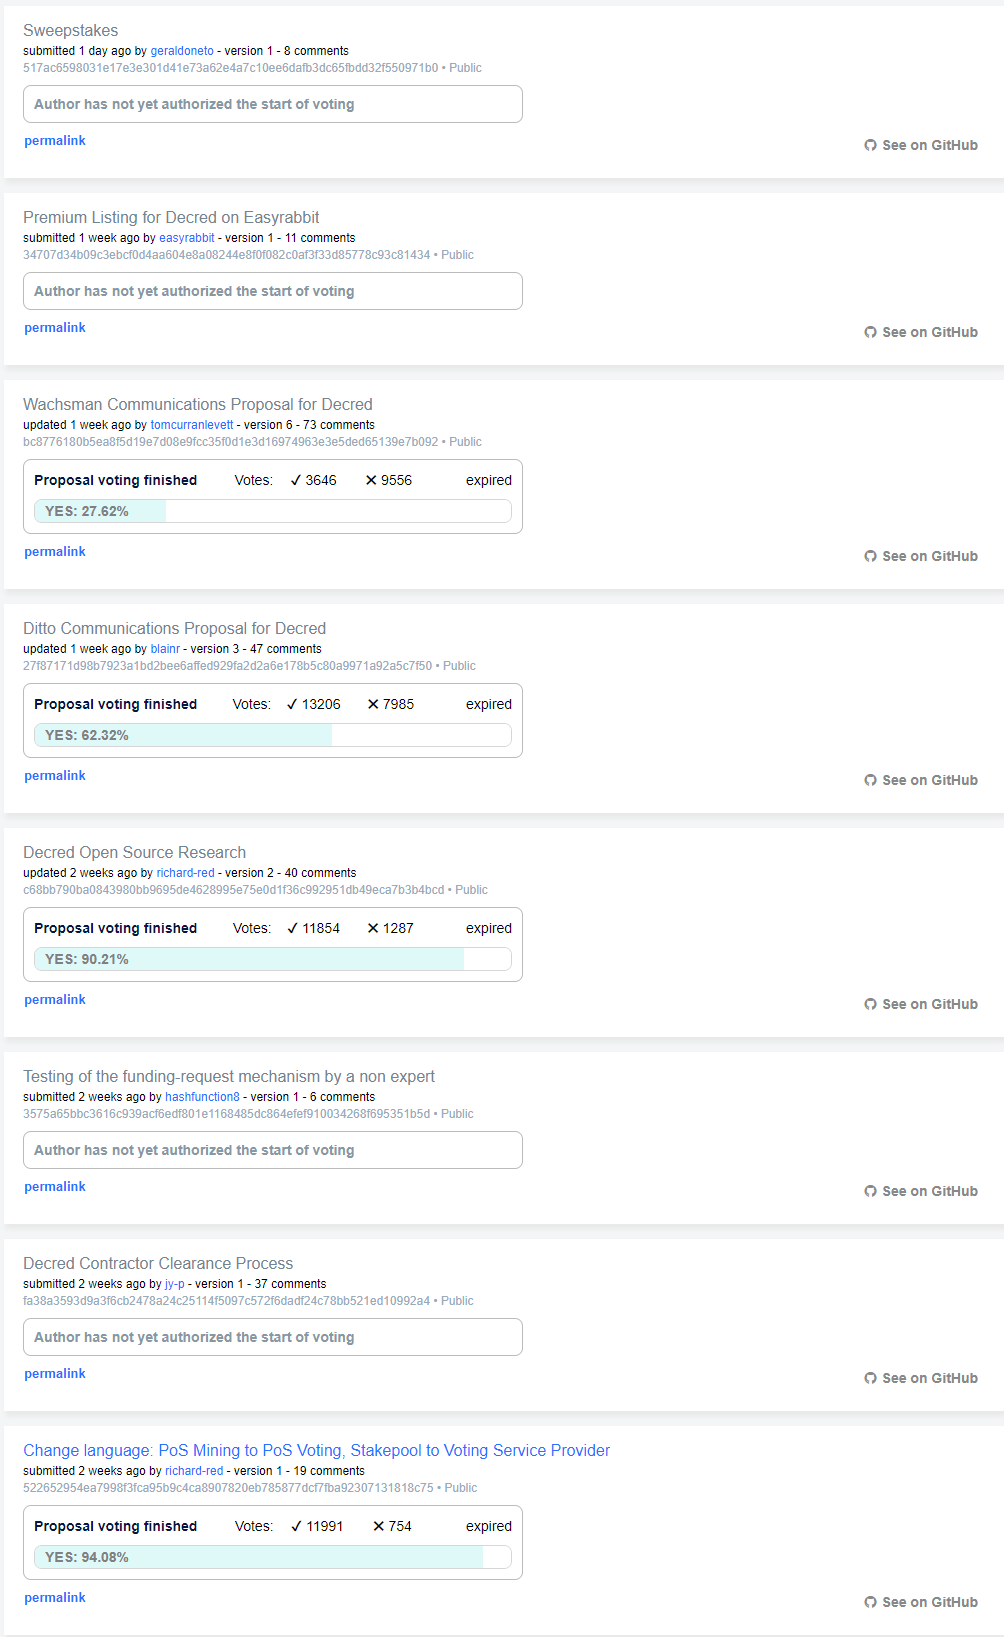 Sweepstakes
submitted 1 day ago by geraldoneto - version 1 - 8 comments
517ac6598031e17e3e301d41e73a62e4a7c10ee6dafb3dc65fbdd32f550971b0 • Public
Author has not yet authorized the start of voting
permalink
See on GitHub
Premium Listing for Decred on Easyrabbit
submitted 1 week ago by easyrabbit - version 1 - 11 comments
34707d34b09c3ebcf0d4aa604e8a08244e8f0f082c0af3f33d85778c93c81434 • Public
Author has not yet authorized the start of voting
permalink
See on GitHub
Wachsman Communications Proposal for Decred
updated 1 week ago by tomcurranlevett - version 6 - 73 comments
bc8776180b5ea8f5d19e7d08e9fcc35f0d1e3d16974963e3e5ded65139e7b092 • Public
Proposal voting finished Votes: ✓ 3646 ✕ 9556 expired
YES: 27.62%
permalink
See on GitHub
Ditto Communications Proposal for Decred
updated 1 week ago by blainr - version 3 - 47 comments
27f87171d98b7923a1bd2bee6affed929fa2d2a6e178b5c80a9971a92a5c7f50 • Public
Proposal voting finished Votes: ✓ 13206 ✕ 7985 expired
YES: 62.32%
permalink
See on GitHub
Decred Open Source Research
updated 2 weeks ago by richard-red - version 2 - 40 comments
c68bb790ba0843980bb9695de4628995e75e0d1f36c992951db49eca7b3b4bcd • Public
Proposal voting finished Votes: ✓ 11854 ✕ 1287 expired
YES: 90.21%
permalink
See on GitHub
Testing of the funding-request mechanism by a non expert
submitted 2 weeks ago by hashfunction8 - version 1 - 6 comments
3575a65bbc3616c939acf6edf801e1168485dc864efef910034268f695351b5d • Public
Author has not yet authorized the start of voting
permalink
See on GitHub
Decred Contractor Clearance Process
submitted 2 weeks ago by jy-p - version 1 - 37 comments
fa38a3593d9a3f6cb2478a24c25114f5097c572f6dadf24c78bb521ed10992a4 • Public
Author has not yet authorized the start of voting
permalink
See on GitHub
Change language: PoS Mining to PoS Voting, Stakepool to Voting Service Provider
submitted 2 weeks ago by richard-red - version 1 - 19 comments
522652954ea7998f3fca95b9c4ca8907820eb785877dcf7fba92307131818c75 • Public
Proposal voting finished Votes: ✓ 11991 ✕ 754 expired
YES: 94.08%
permalink
See on GitHub